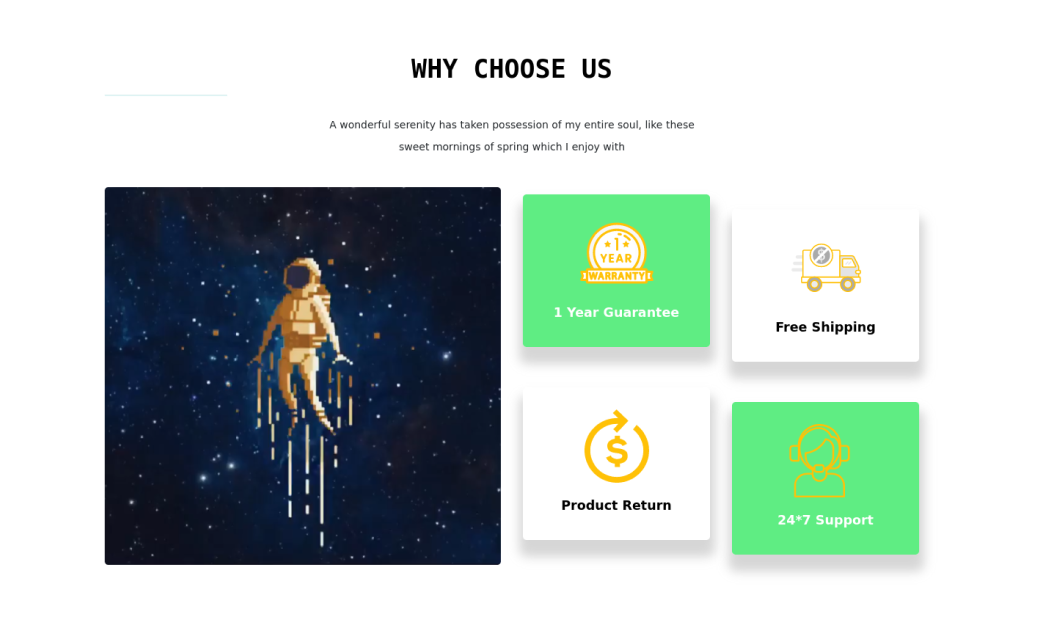 WHY CHOOSE US
A wonderful serenity has taken possession of my entire soul, like these
sweet mornings of spring which I enjoy with
1
YEAR
WARRANTY
1 Year Guarantee
$
Free Shipping
$
Product Return
24*7 Support